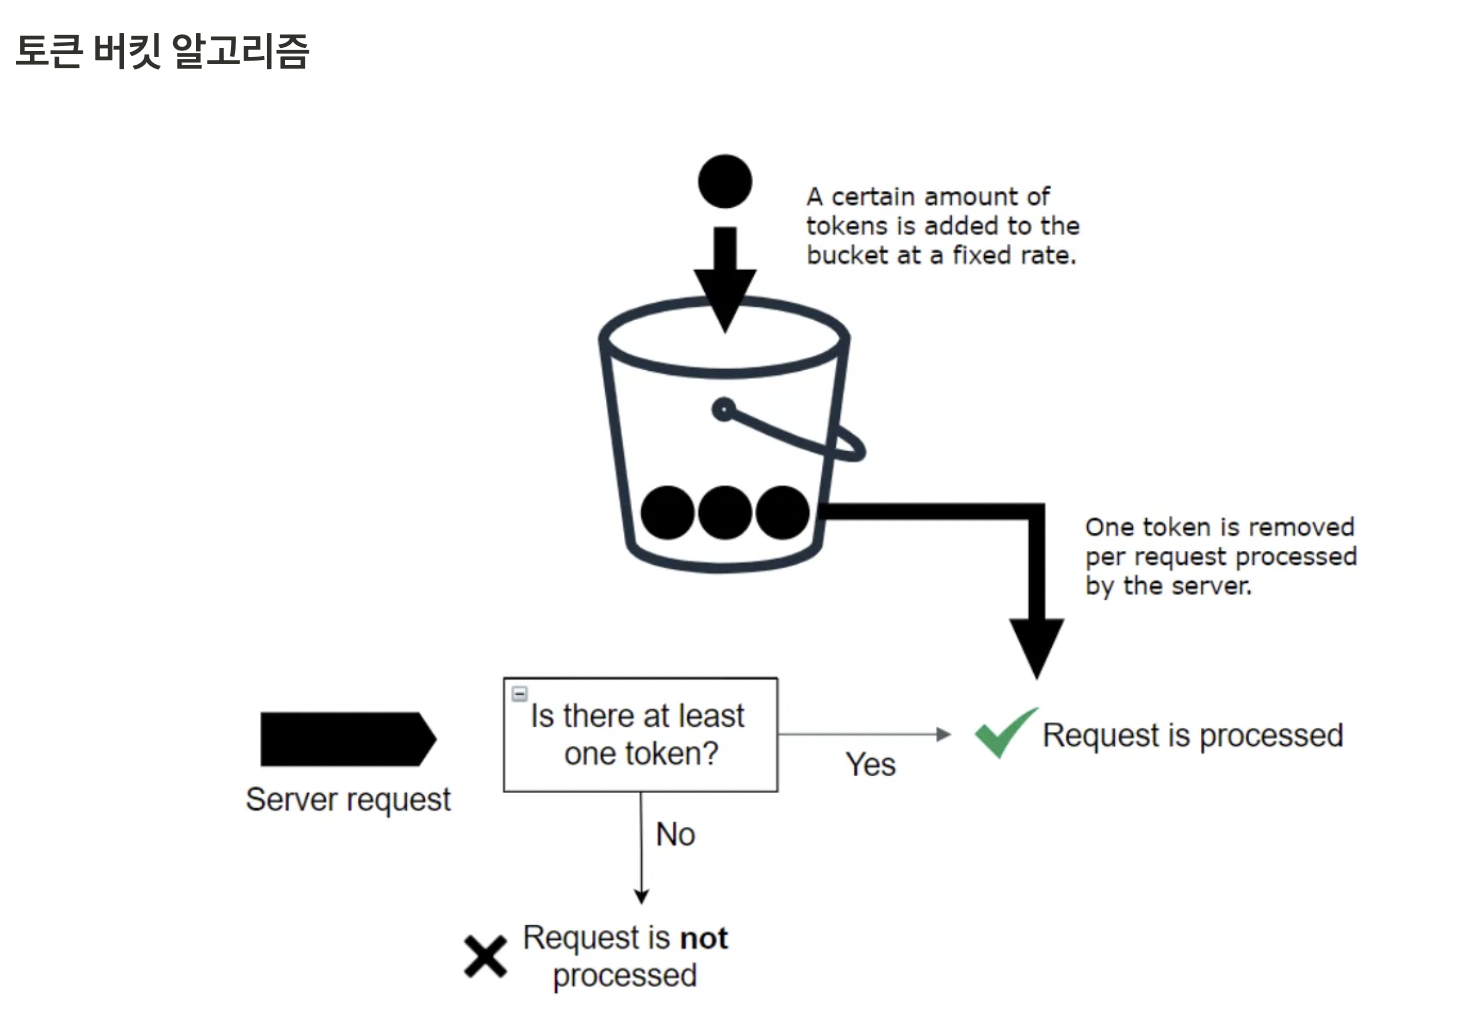 토큰 버킷 알고리즘
A certain amount of
tokens is added to the
bucket at a fixed rate.
One token is removed
per request processed
by the server.
Is there at least
one token?
Yes
Request is processed
Server request
No
Request is not
processed